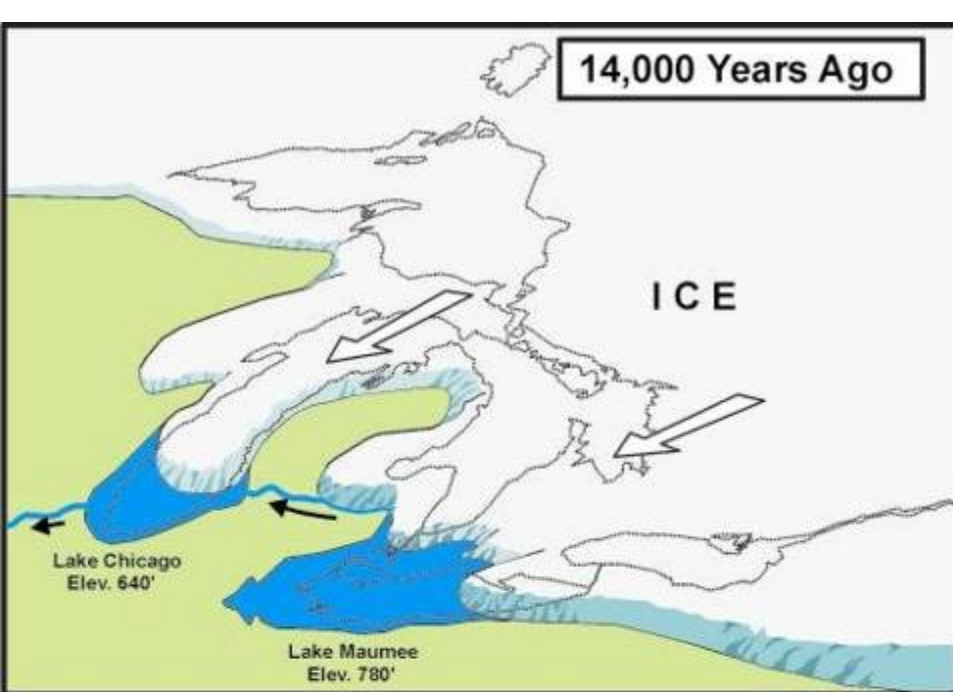 14,000 Years Ago
ICE
Lake Chicago
Elev. 640'
Lake Maumee
Elev. 780'